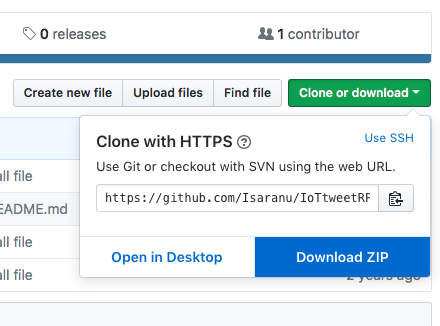 0 releases
1 contributor
Create new file
Upload files
Find file
Clone or download
Clone with HTTPS
Use SSH
Use Git or checkout with SVN using the web URL.
https://github.com/Isaranu/IoTtweetRP
Open in Desktop
Download ZIP
all file
EADME.md
all file
all file
2 years ago